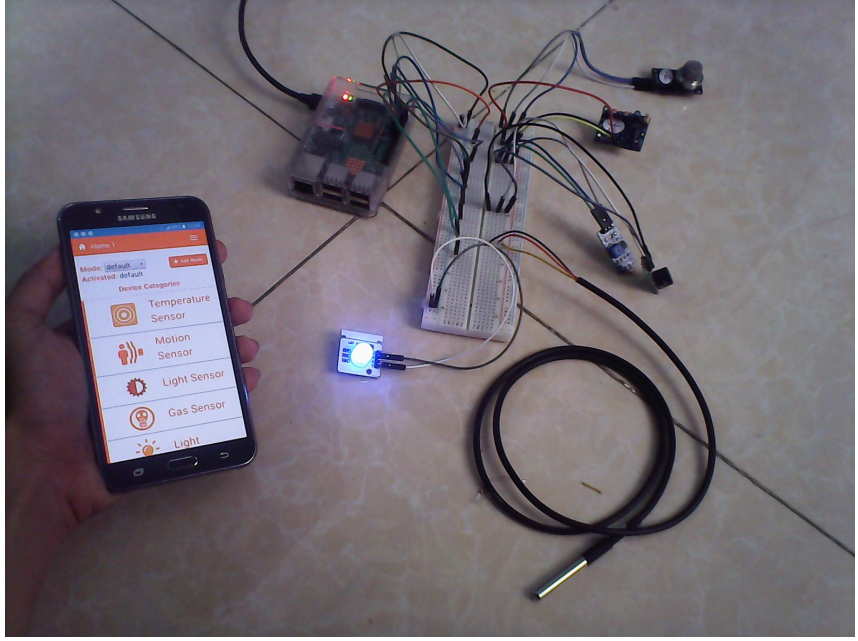 SAMSUNG
Home 1
Mode: default
+ Add Mode
Activated: default
Device Categories
Temperature
Sensor
Motion
Sensor
Light Sensor
Gas Sensor
Light